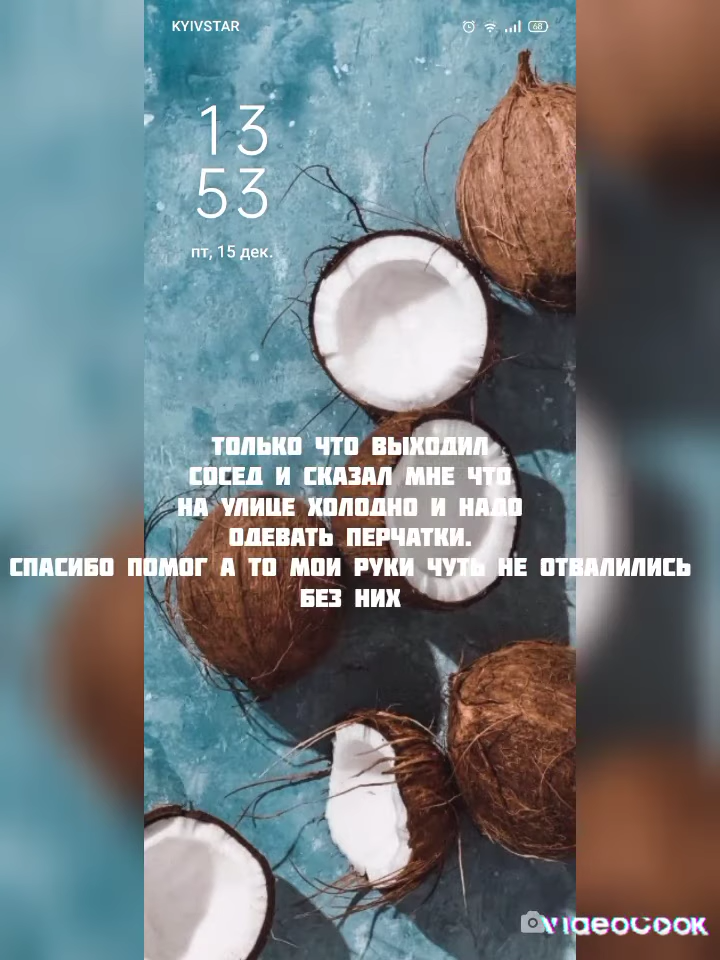 KYIVSTAR
68
13
53
пт, 15 дек.
ТОЛЬКО ЧТО ВЫХОДИЛ
СОСЕД И СКАЗАЛ МНЕ ЧТО
НА УЛИЦЕ ХОЛОДНО И НАДО
ОДЕВАТЬ ПЕРЧАТКИ.
СПАСИБО ПОМОГ А ТО МОИ РУКИ ЧУТЬ НЕ ОТВАЛИЛИСЬ
БЕЗ НИХ
VideoCook